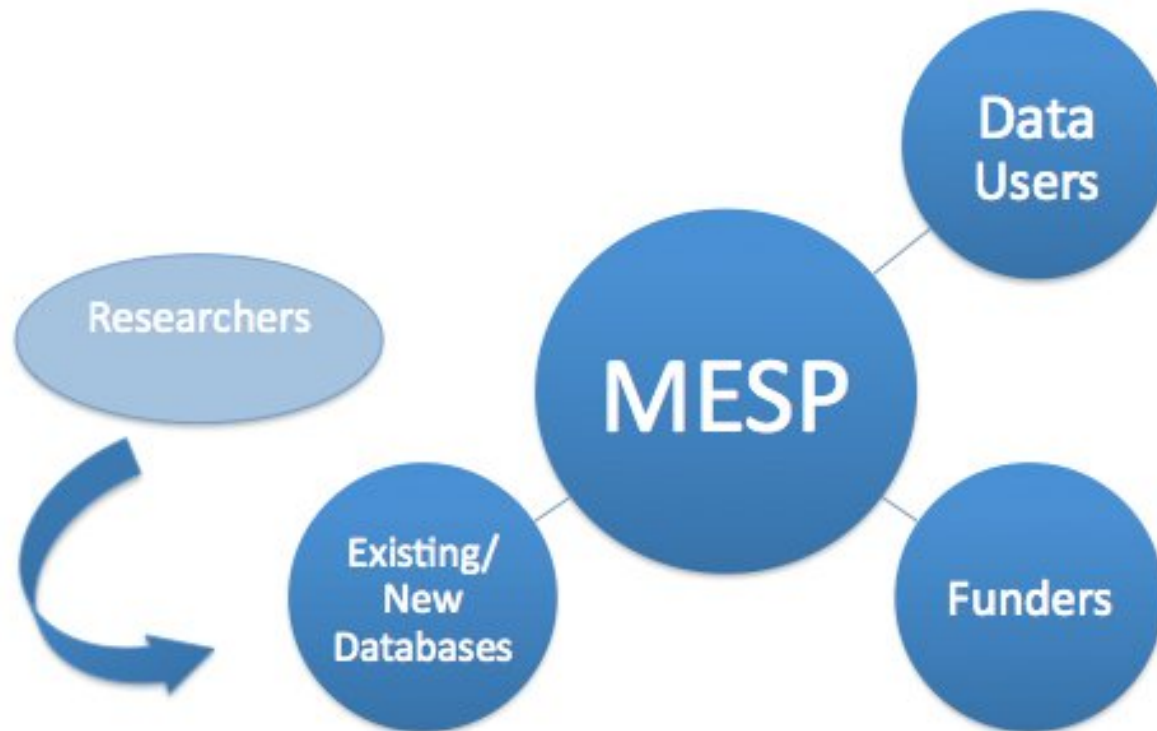 Data
Users
Researchers
MESP
Existing/
New
Databases
Funders